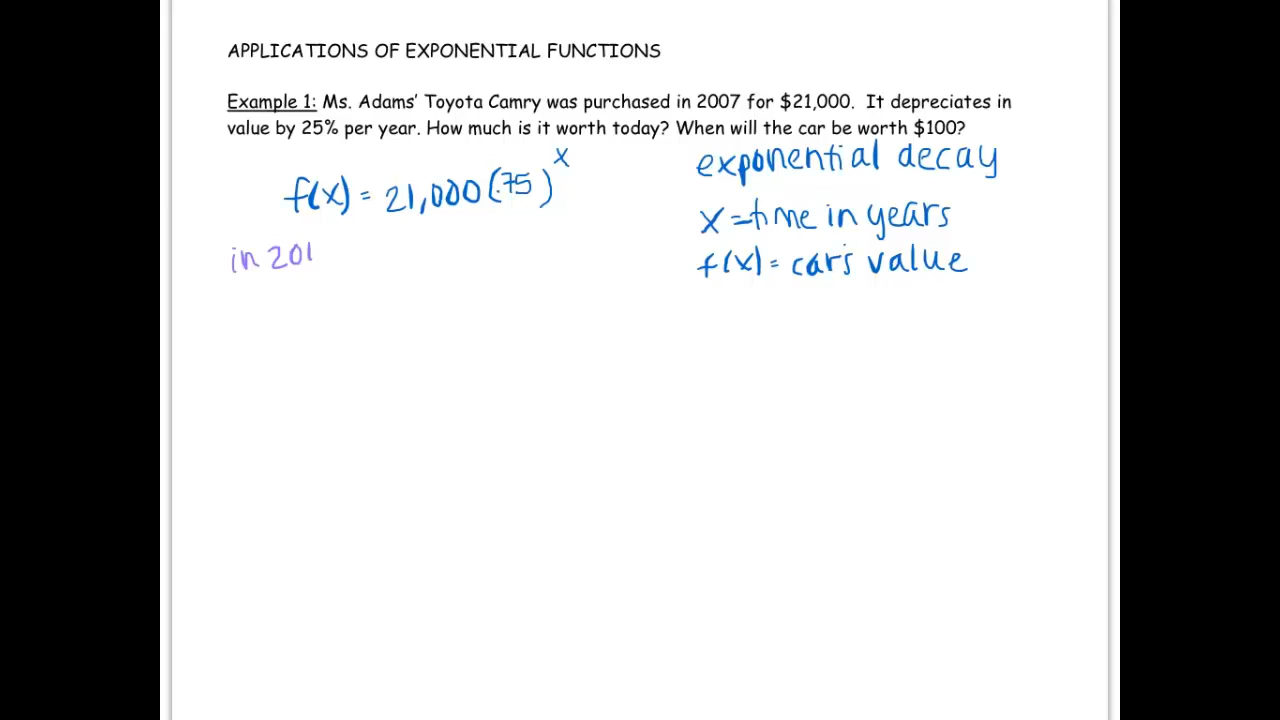 APPLICATIONS OF EXPONENTIAL FUNCTIONS
Example 1: Ms. Adams' Toyota Camry was purchased in 2007 for $21,000. It depreciates in
value by 25% per year. How much is it worth today? When will the car be worth $100?
f(x) = 21,000(.75)^x
exponential decay
x = time in years
f(x) = car's value
in 201